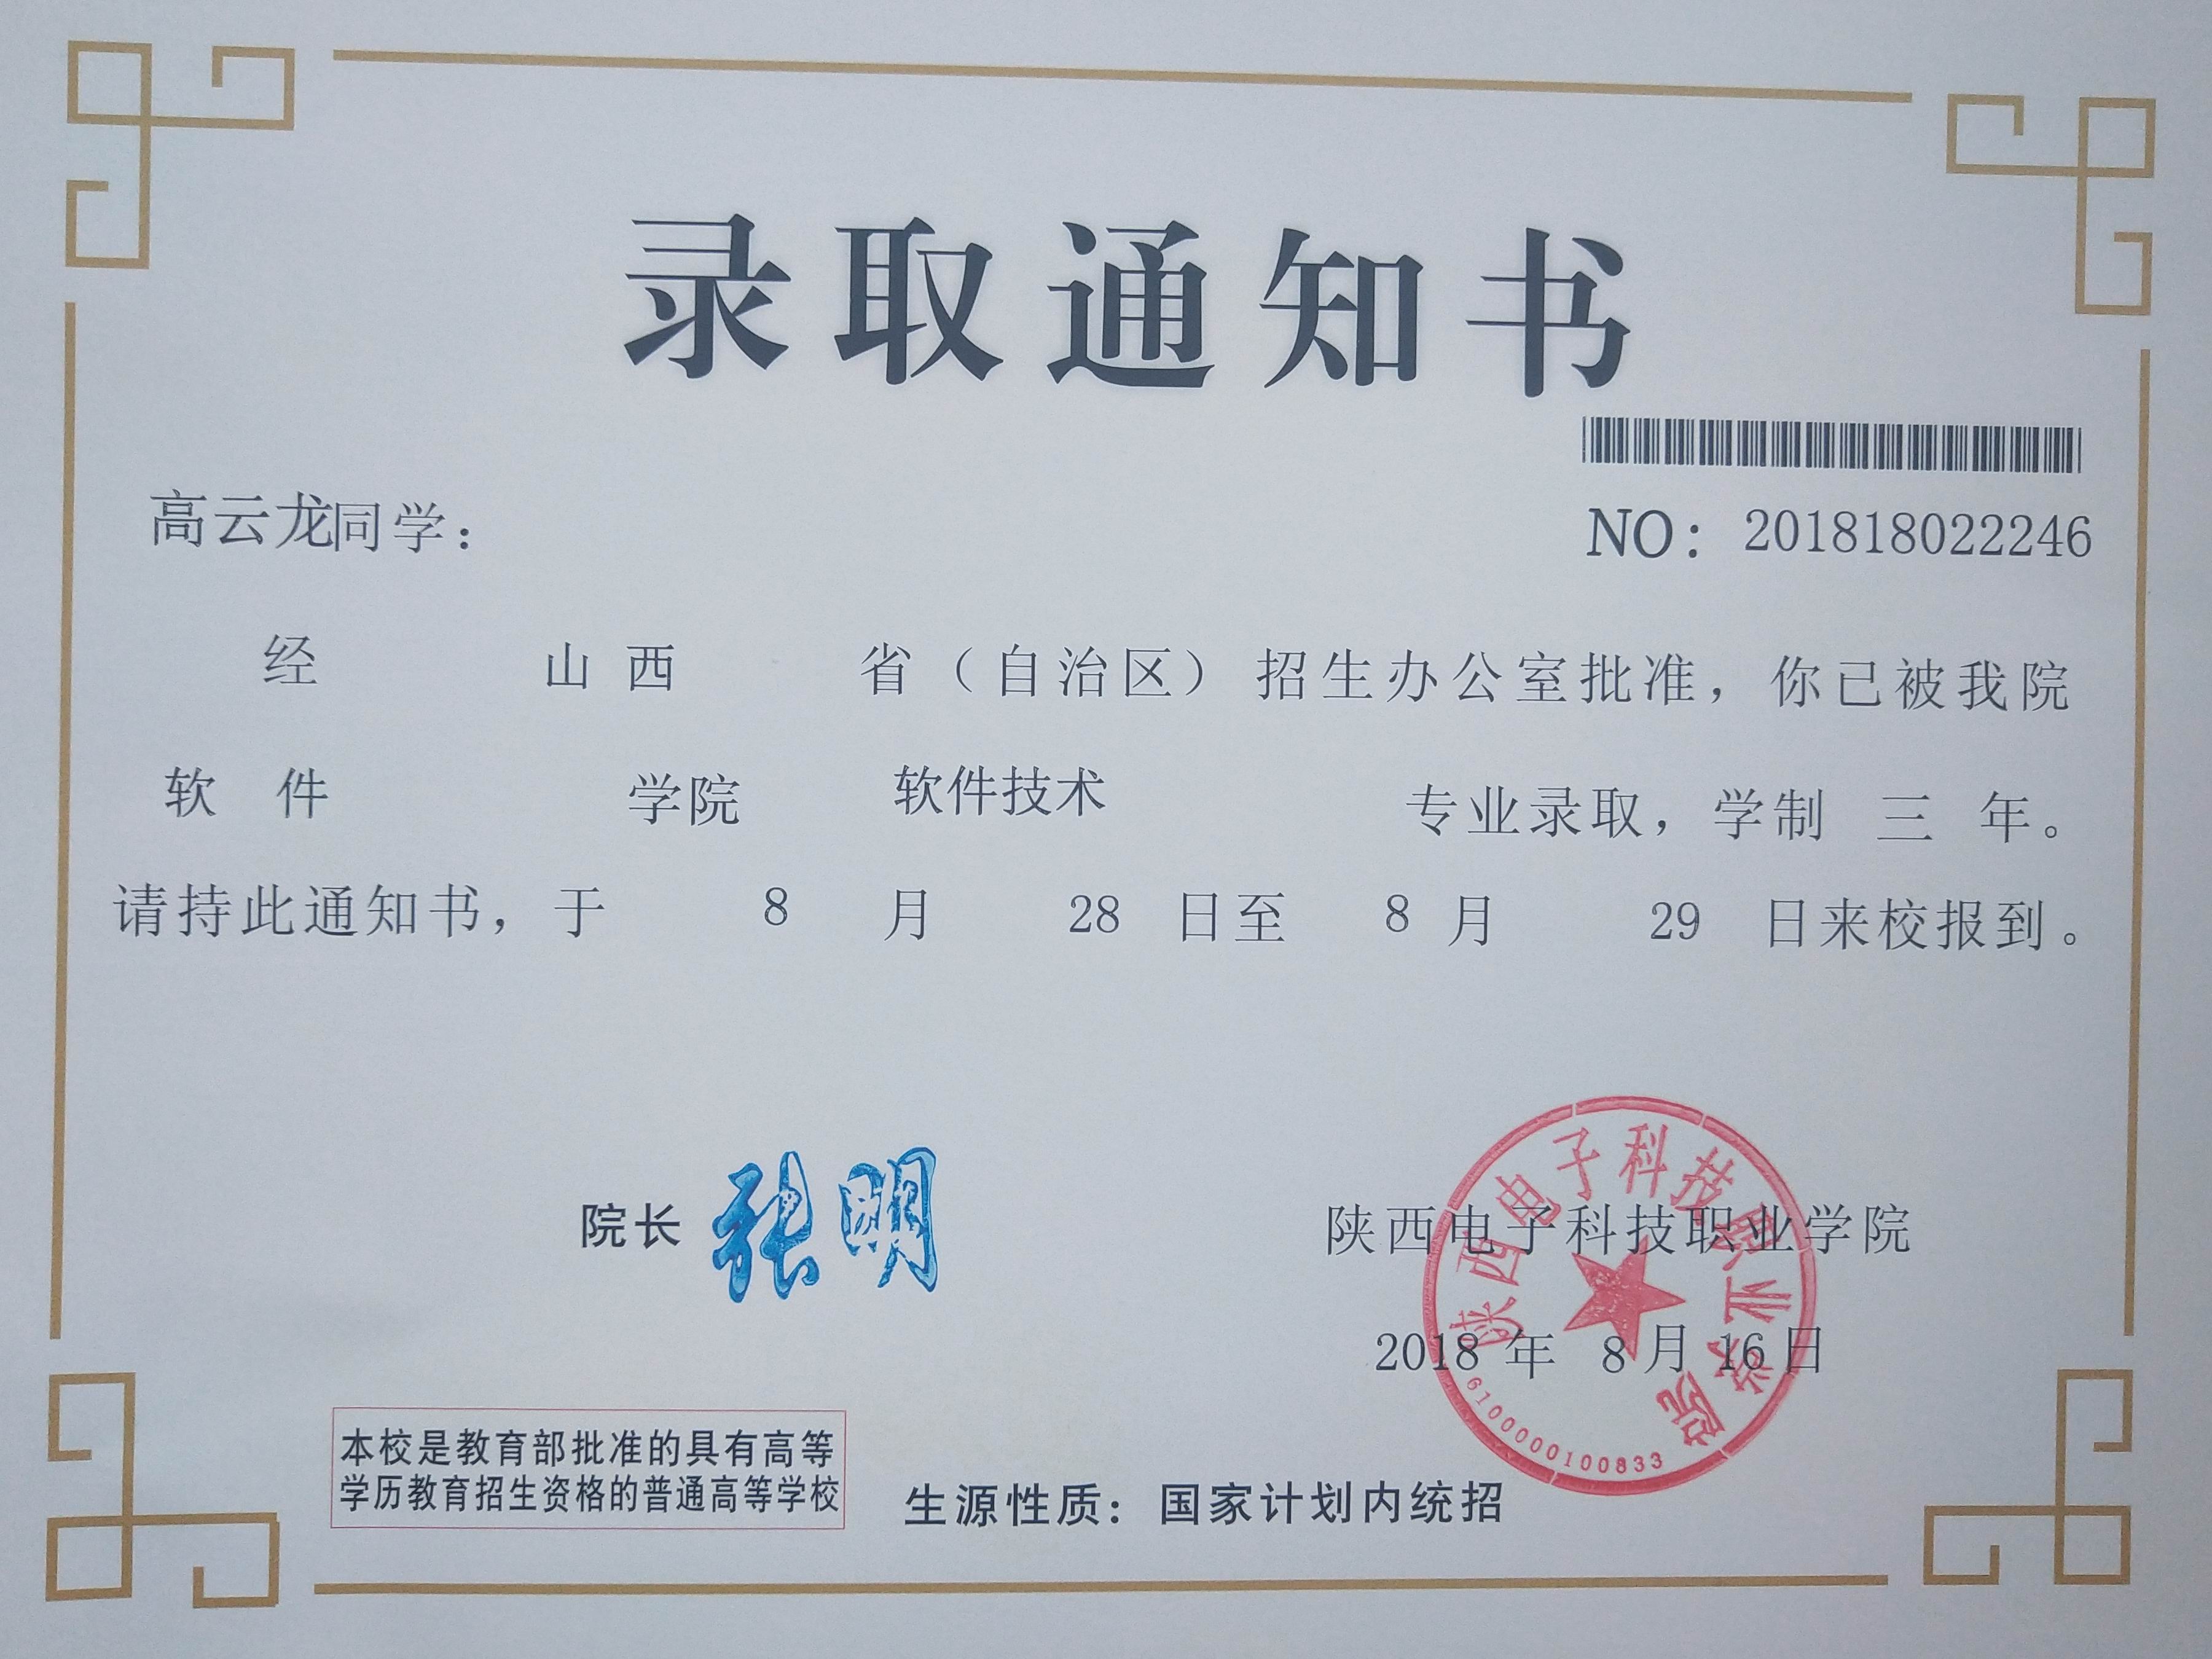 录取通知书
高云龙同学：
NO：201818022246
经 山西 省（自治区）招生办公室批准，你已被我院
软件 学院 软件技术 专业录取，学制 三 年。
请持此通知书，于 8 月 28 日至 8 月 29 日来校报到。
院长 张明
陕西电子科技职业学院
2018 年 8 月 16 日
陕西电子科技职业学院
6100000100833
本校是教育部批准的具有高等
学历教育招生资格的普通高等学校
生源性质：国家计划内统招